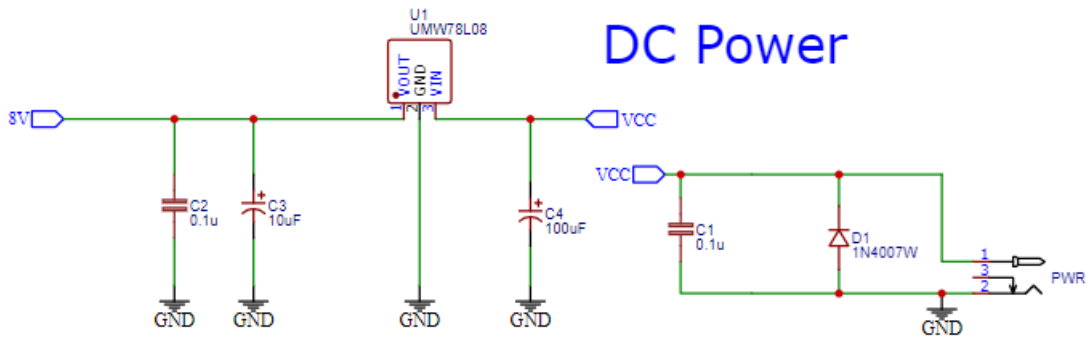 U1
UMW78L08
DC Power
VOUT
GND
VIN
1
2
3
8V
VCC
C2
0.1u
C3
10uF
C4
100uF
GND
GND
GND
GND
VCC
C1
0.1u
D1
1N4007W
1
3
2
PWR
GND